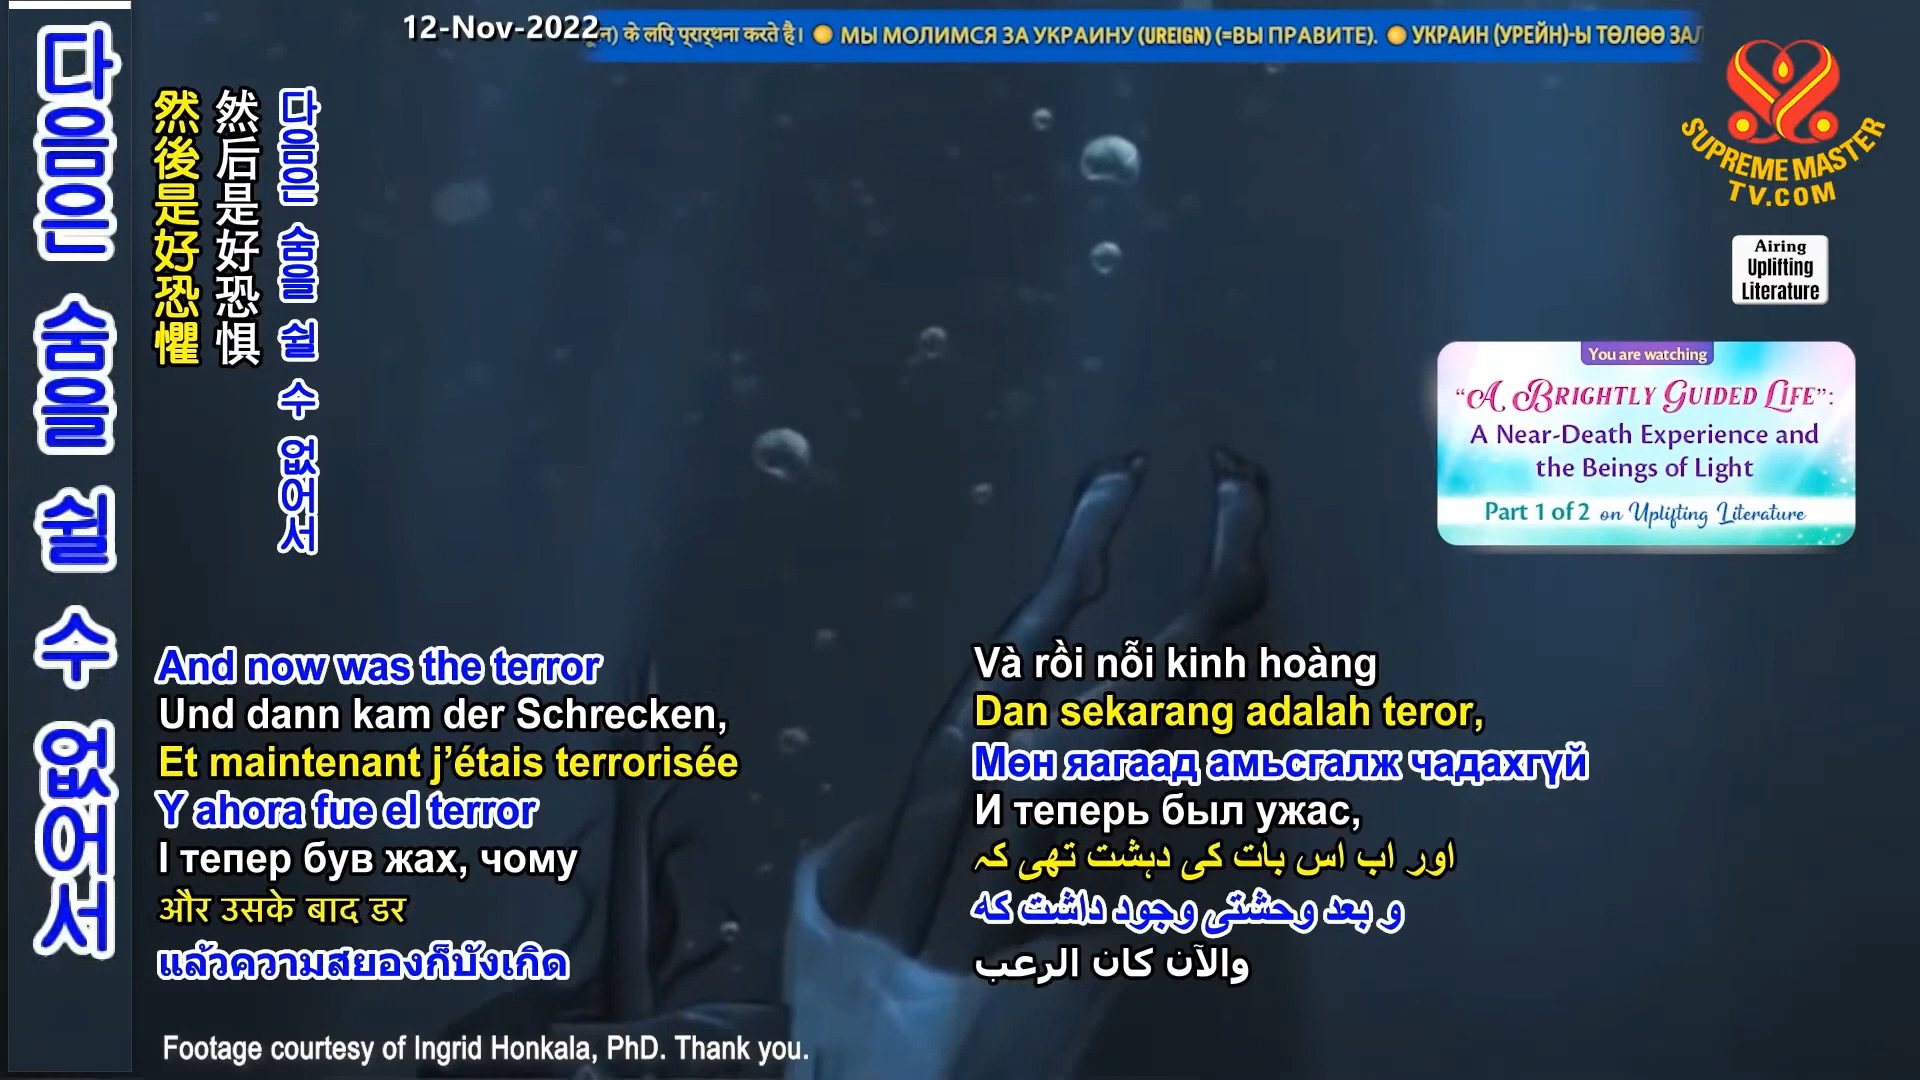 12-Nov-2022
के लिए प्रार्थना करते है। МЫ МОЛИМСЯ ЗА УКРАИНУ (UREIGN) (=ВЫ ПРАВИТЕ). УКРАИН (УРЕЙН)-Ы ТӨЛӨӨ
다음은 숨을 쉴 수 없어서
然後是好恐懼
然后是好恐惧
다음은 숨을 쉴 수 없어서
SUPREME MASTER
TV.COM
Airing
Uplifting
Literature
You are watching
“A BRIGHTLY GUIDED LIFE”:
A Near-Death Experience and
the Beings of Light
Part 1 of 2 on Uplifting Literature
And now was the terror
Und dann kam der Schrecken,
Et maintenant j’étais terrorisée
Y ahora fue el terror
І тепер був жах, чому
और उसके बाद डर
แล้วความสยองก็บังเกิด
Và rồi nỗi kinh hoàng
Dan sekarang adalah teror,
Мөн яагаад амьсгалж чадахгүй
И теперь был ужас,
اور اب اس بات کی دہشت تھی کہ
و بعد وحشتی وجود داشت که
والآن كان الرعب
Footage courtesy of Ingrid Honkala, PhD. Thank you.